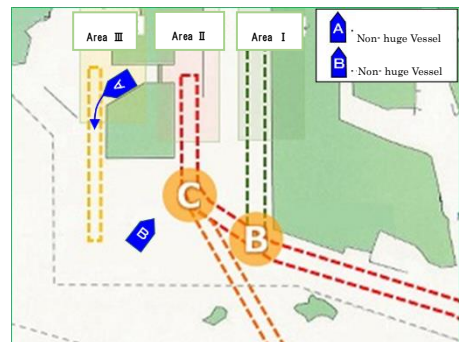 Area Ⅲ
Area Ⅱ
Area Ⅰ
A
· Non- huge Vessel
B
· Non- huge Vessel
A
B
C
B